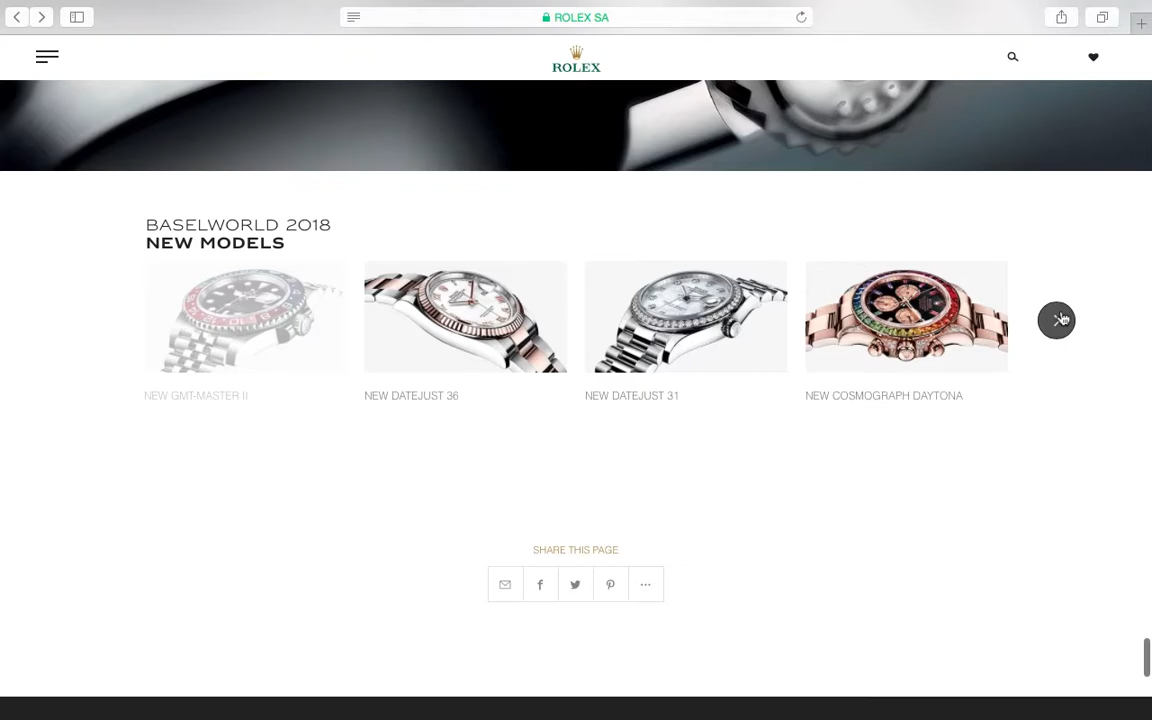 ROLEX SA
ROLEX
BASELWORLD 2018
NEW MODELS
NEW GMT-MASTER II
NEW DATEJUST 36
NEW DATEJUST 31
NEW COSMOGRAPH DAYTONA
SHARE THIS PAGE